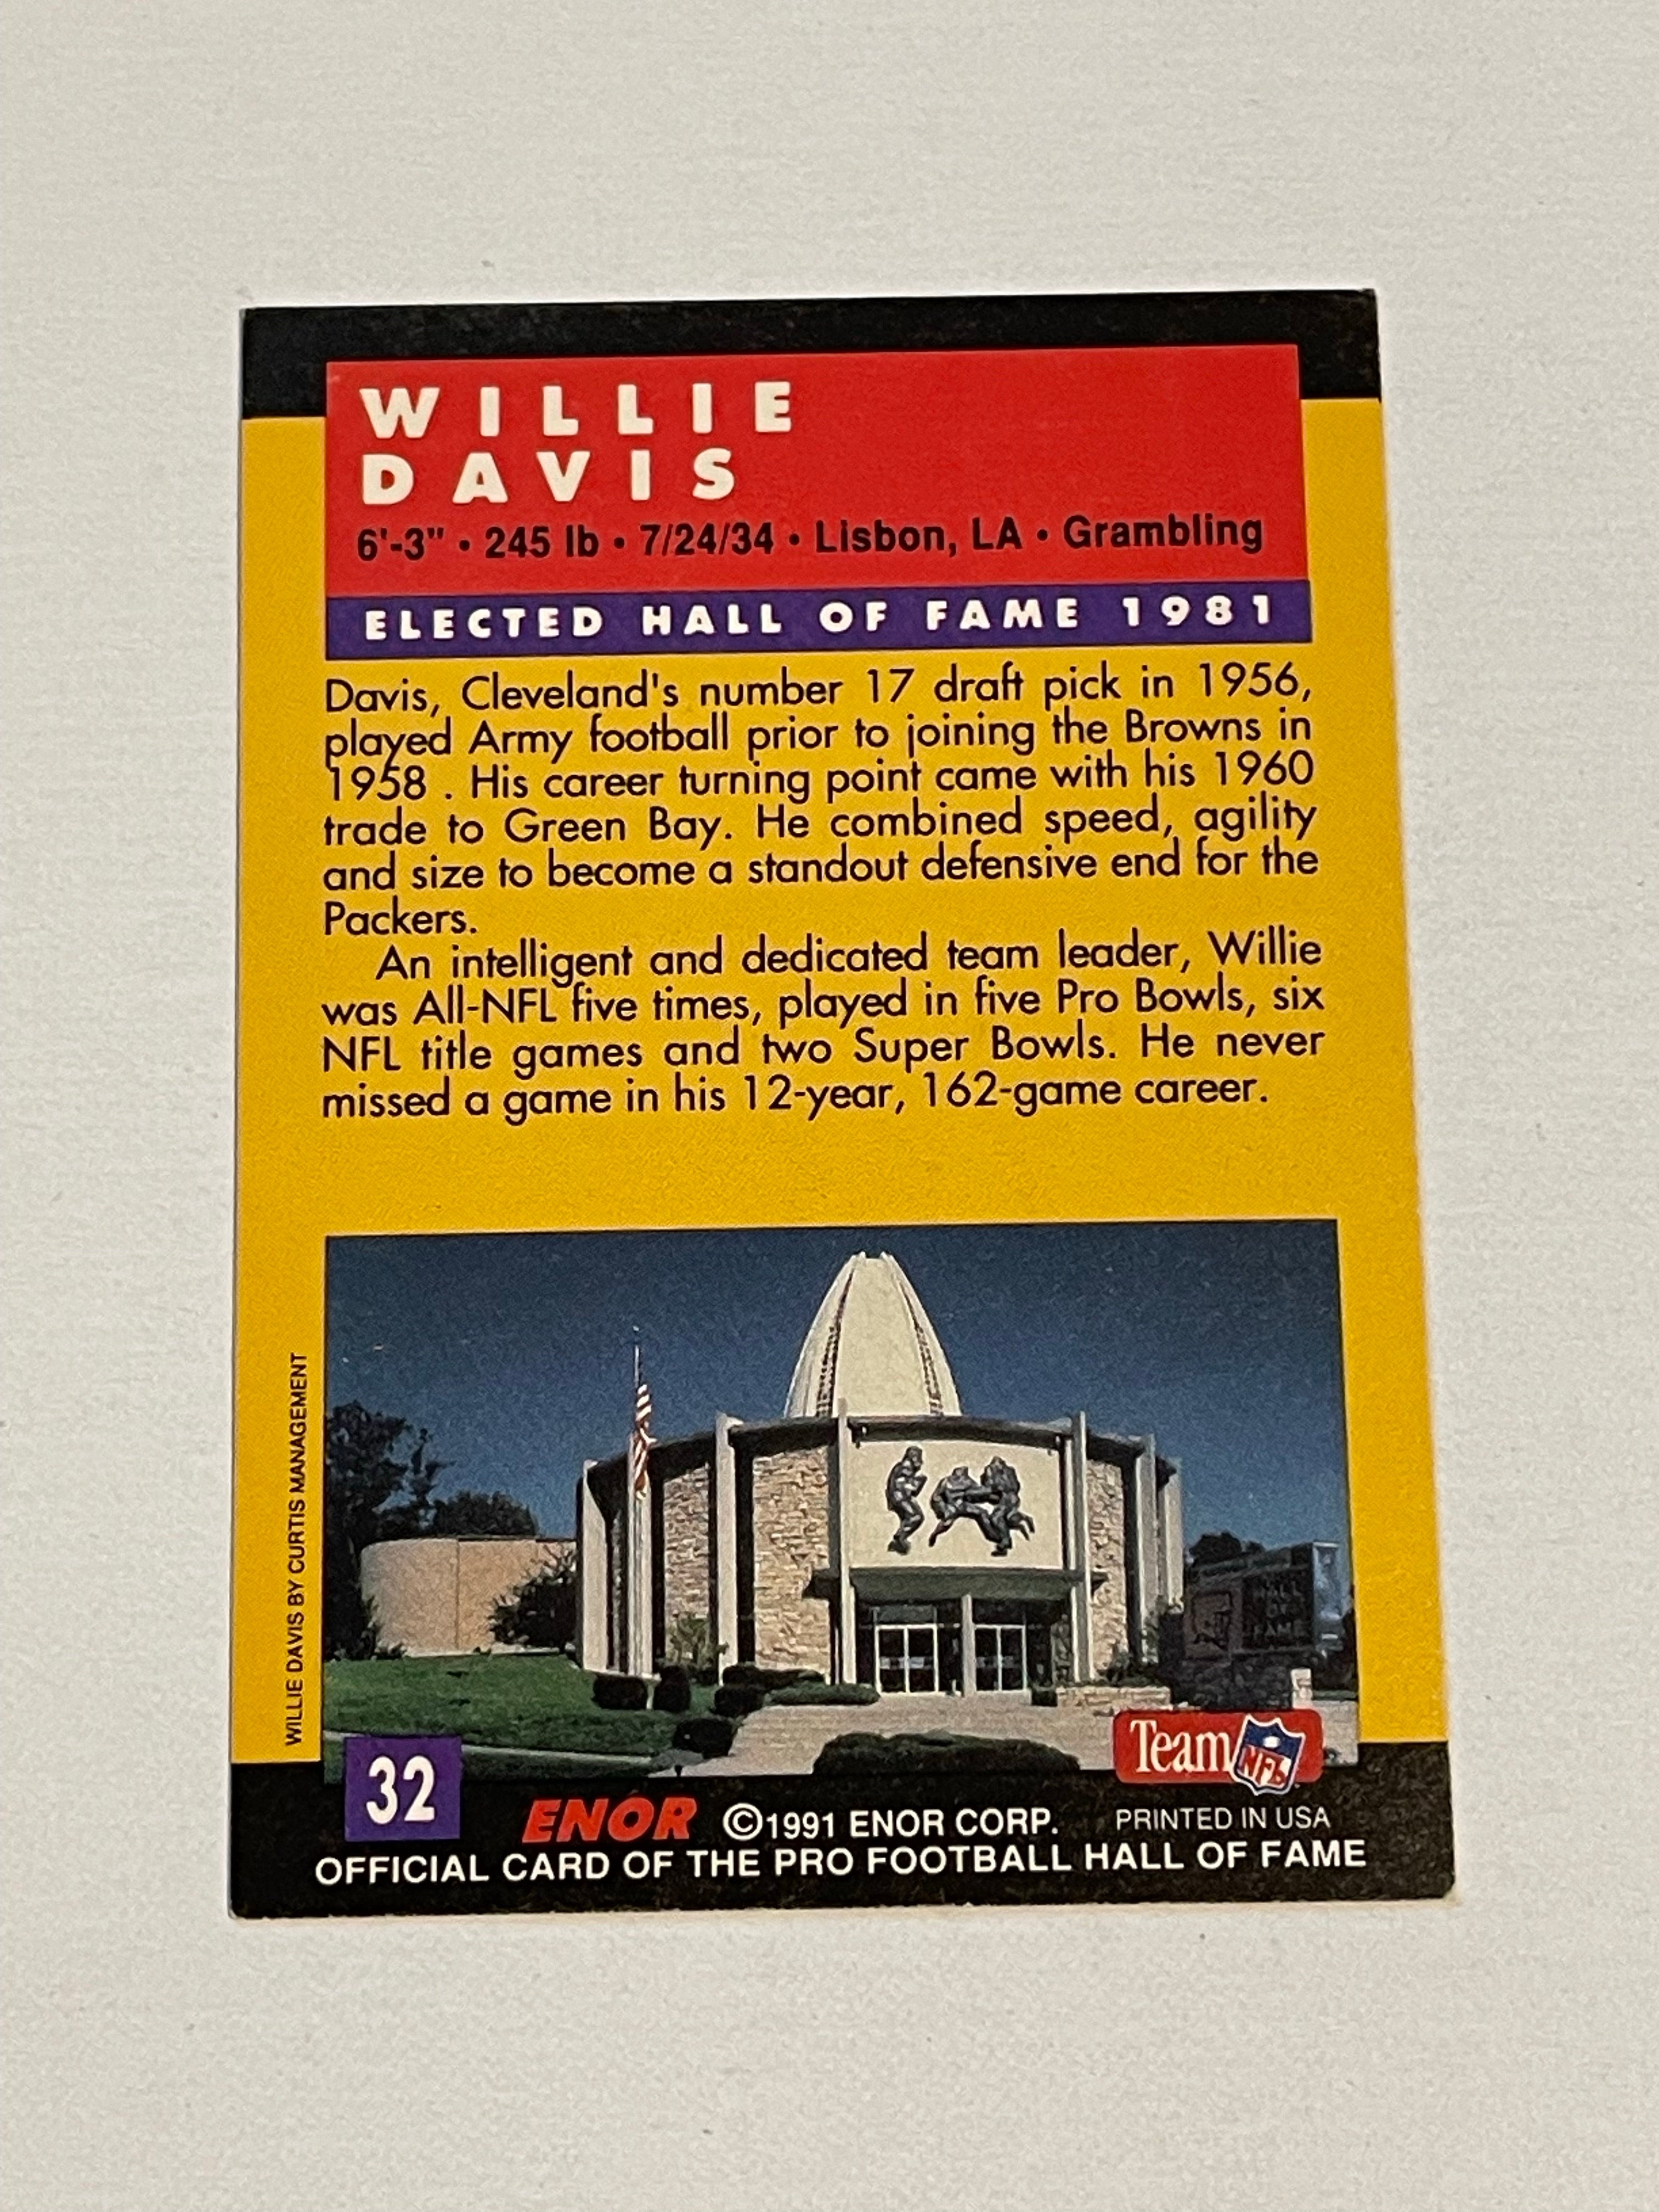 WILLIE
DAVIS
6'-3" • 245 lb • 7/24/34 • Lisbon, LA • Grambling
ELECTED HALL OF FAME 1981
Davis, Cleveland's number 17 draft pick in 1956,
played Army football prior to joining the Browns in
1958 . His career turning point came with his 1960
trade to Green Bay. He combined speed, agility
and size to become a standout defensive end for the
Packers.
An intelligent and dedicated team leader, Willie
was All-NFL five times, played in five Pro Bowls, six
NFL title games and two Super Bowls. He never
missed a game in his 12-year, 162-game career.
WILLIE DAVIS BY CURTIS MANAGEMENT
Team NFL
32
ENOR ©1991 ENOR CORP. PRINTED IN USA
OFFICIAL CARD OF THE PRO FOOTBALL HALL OF FAME